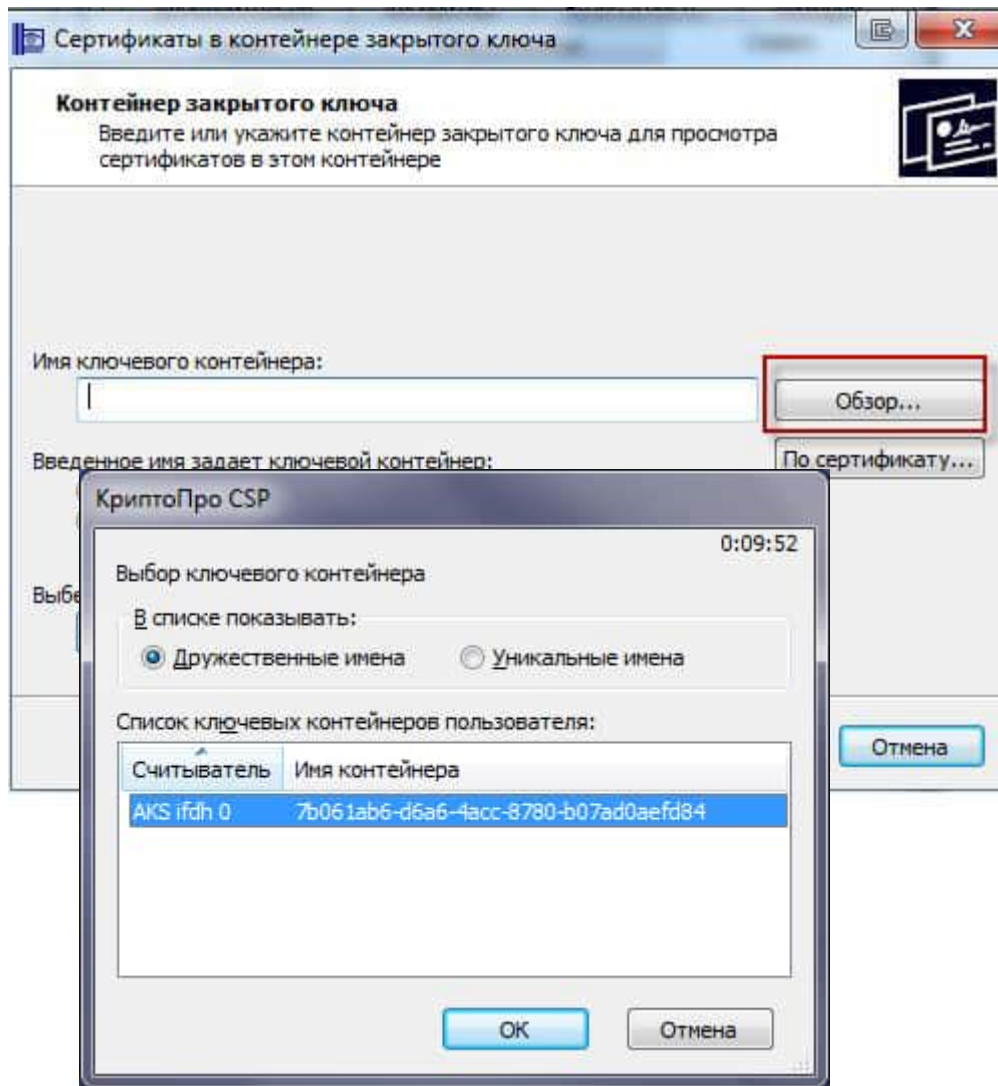 Сертификаты в контейнере закрытого ключа
Контейнер закрытого ключа
Введите или укажите контейнер закрытого ключа для просмотра
сертификатов в этом контейнере
Имя ключевого контейнера:
Обзор...
Введенное имя задает ключевой контейнер:
По сертификату...
КриптоПро CSP
0:09:52
Выбор ключевого контейнера
В списке показывать:
Дружественные имена
Уникальные имена
Список ключевых контейнеров пользователя:
Считыватель
Имя контейнера
AKS ifdh 0
7b061ab6-d6a6-4acc-8780-b07ad0aefd84
OK
Отмена
Отмена